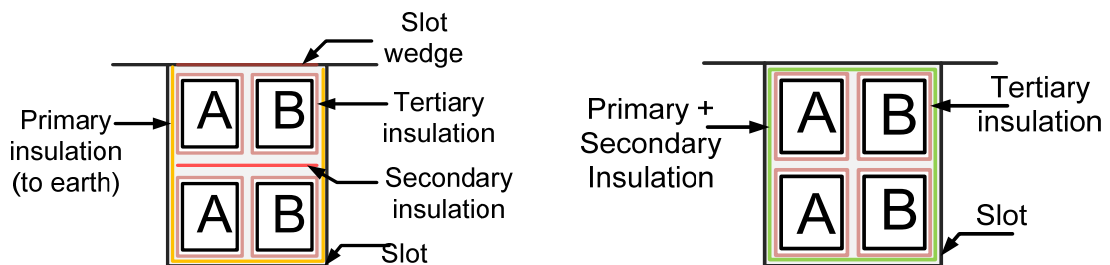 Slot
wedge
Primary
insulation
(to earth)
A
B
Tertiary
insulation
A
B
Secondary
insulation
Slot
Primary +
Secondary
Insulation
A
B
Tertiary
insulation
A
B
Slot